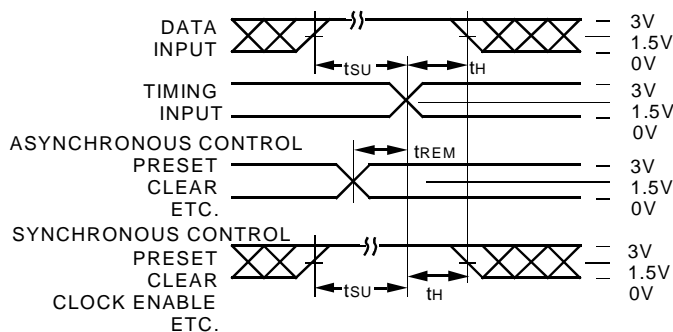 DATA
INPUT
3V
1.5V
0V
tSU
tH
TIMING
INPUT
3V
1.5V
0V
ASYNCHRONOUS CONTROL
PRESET
CLEAR
ETC.
tREM
3V
1.5V
0V
SYNCHRONOUS CONTROL
PRESET
CLEAR
CLOCK ENABLE
ETC.
tSU
tH
3V
1.5V
0V